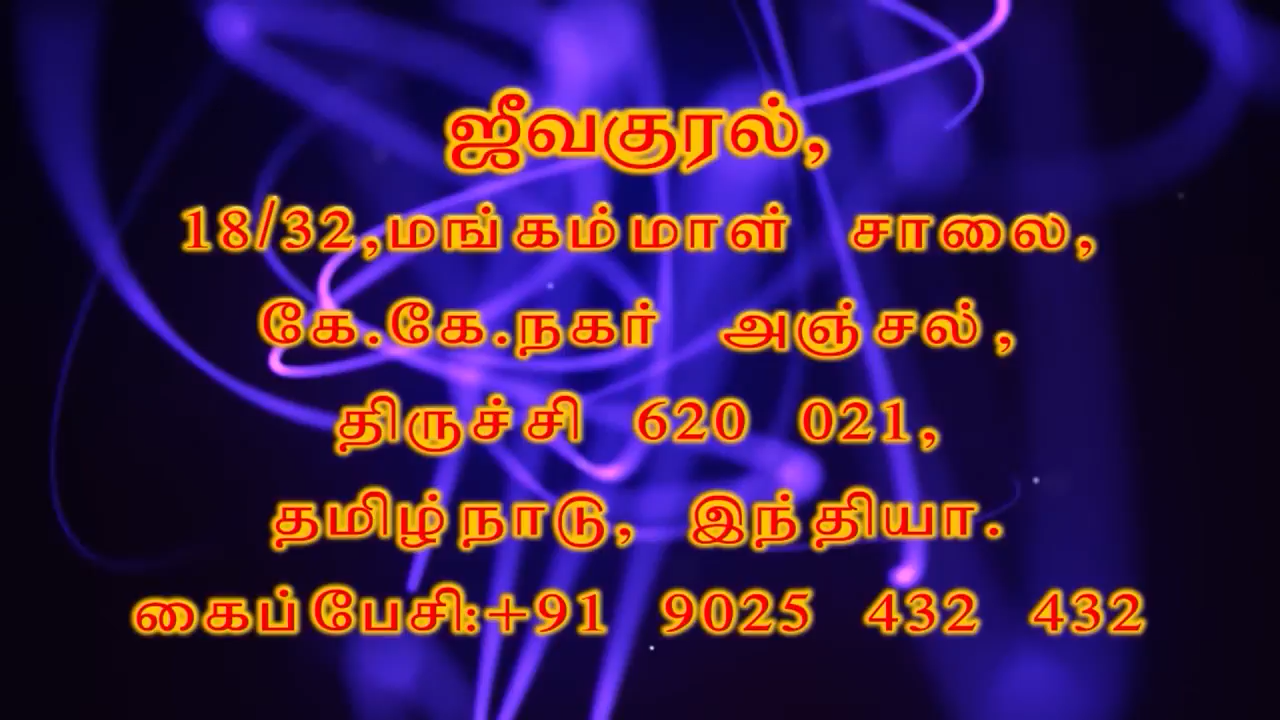 ஜீவகுரல்,
18/32,மங்கம்மாள் சாலை,
கே.கே.நகர் அஞ்சல்,
திருச்சி 620 021,
தமிழ்நாடு, இந்தியா.
கைப்பேசி:+91 9025 432 432